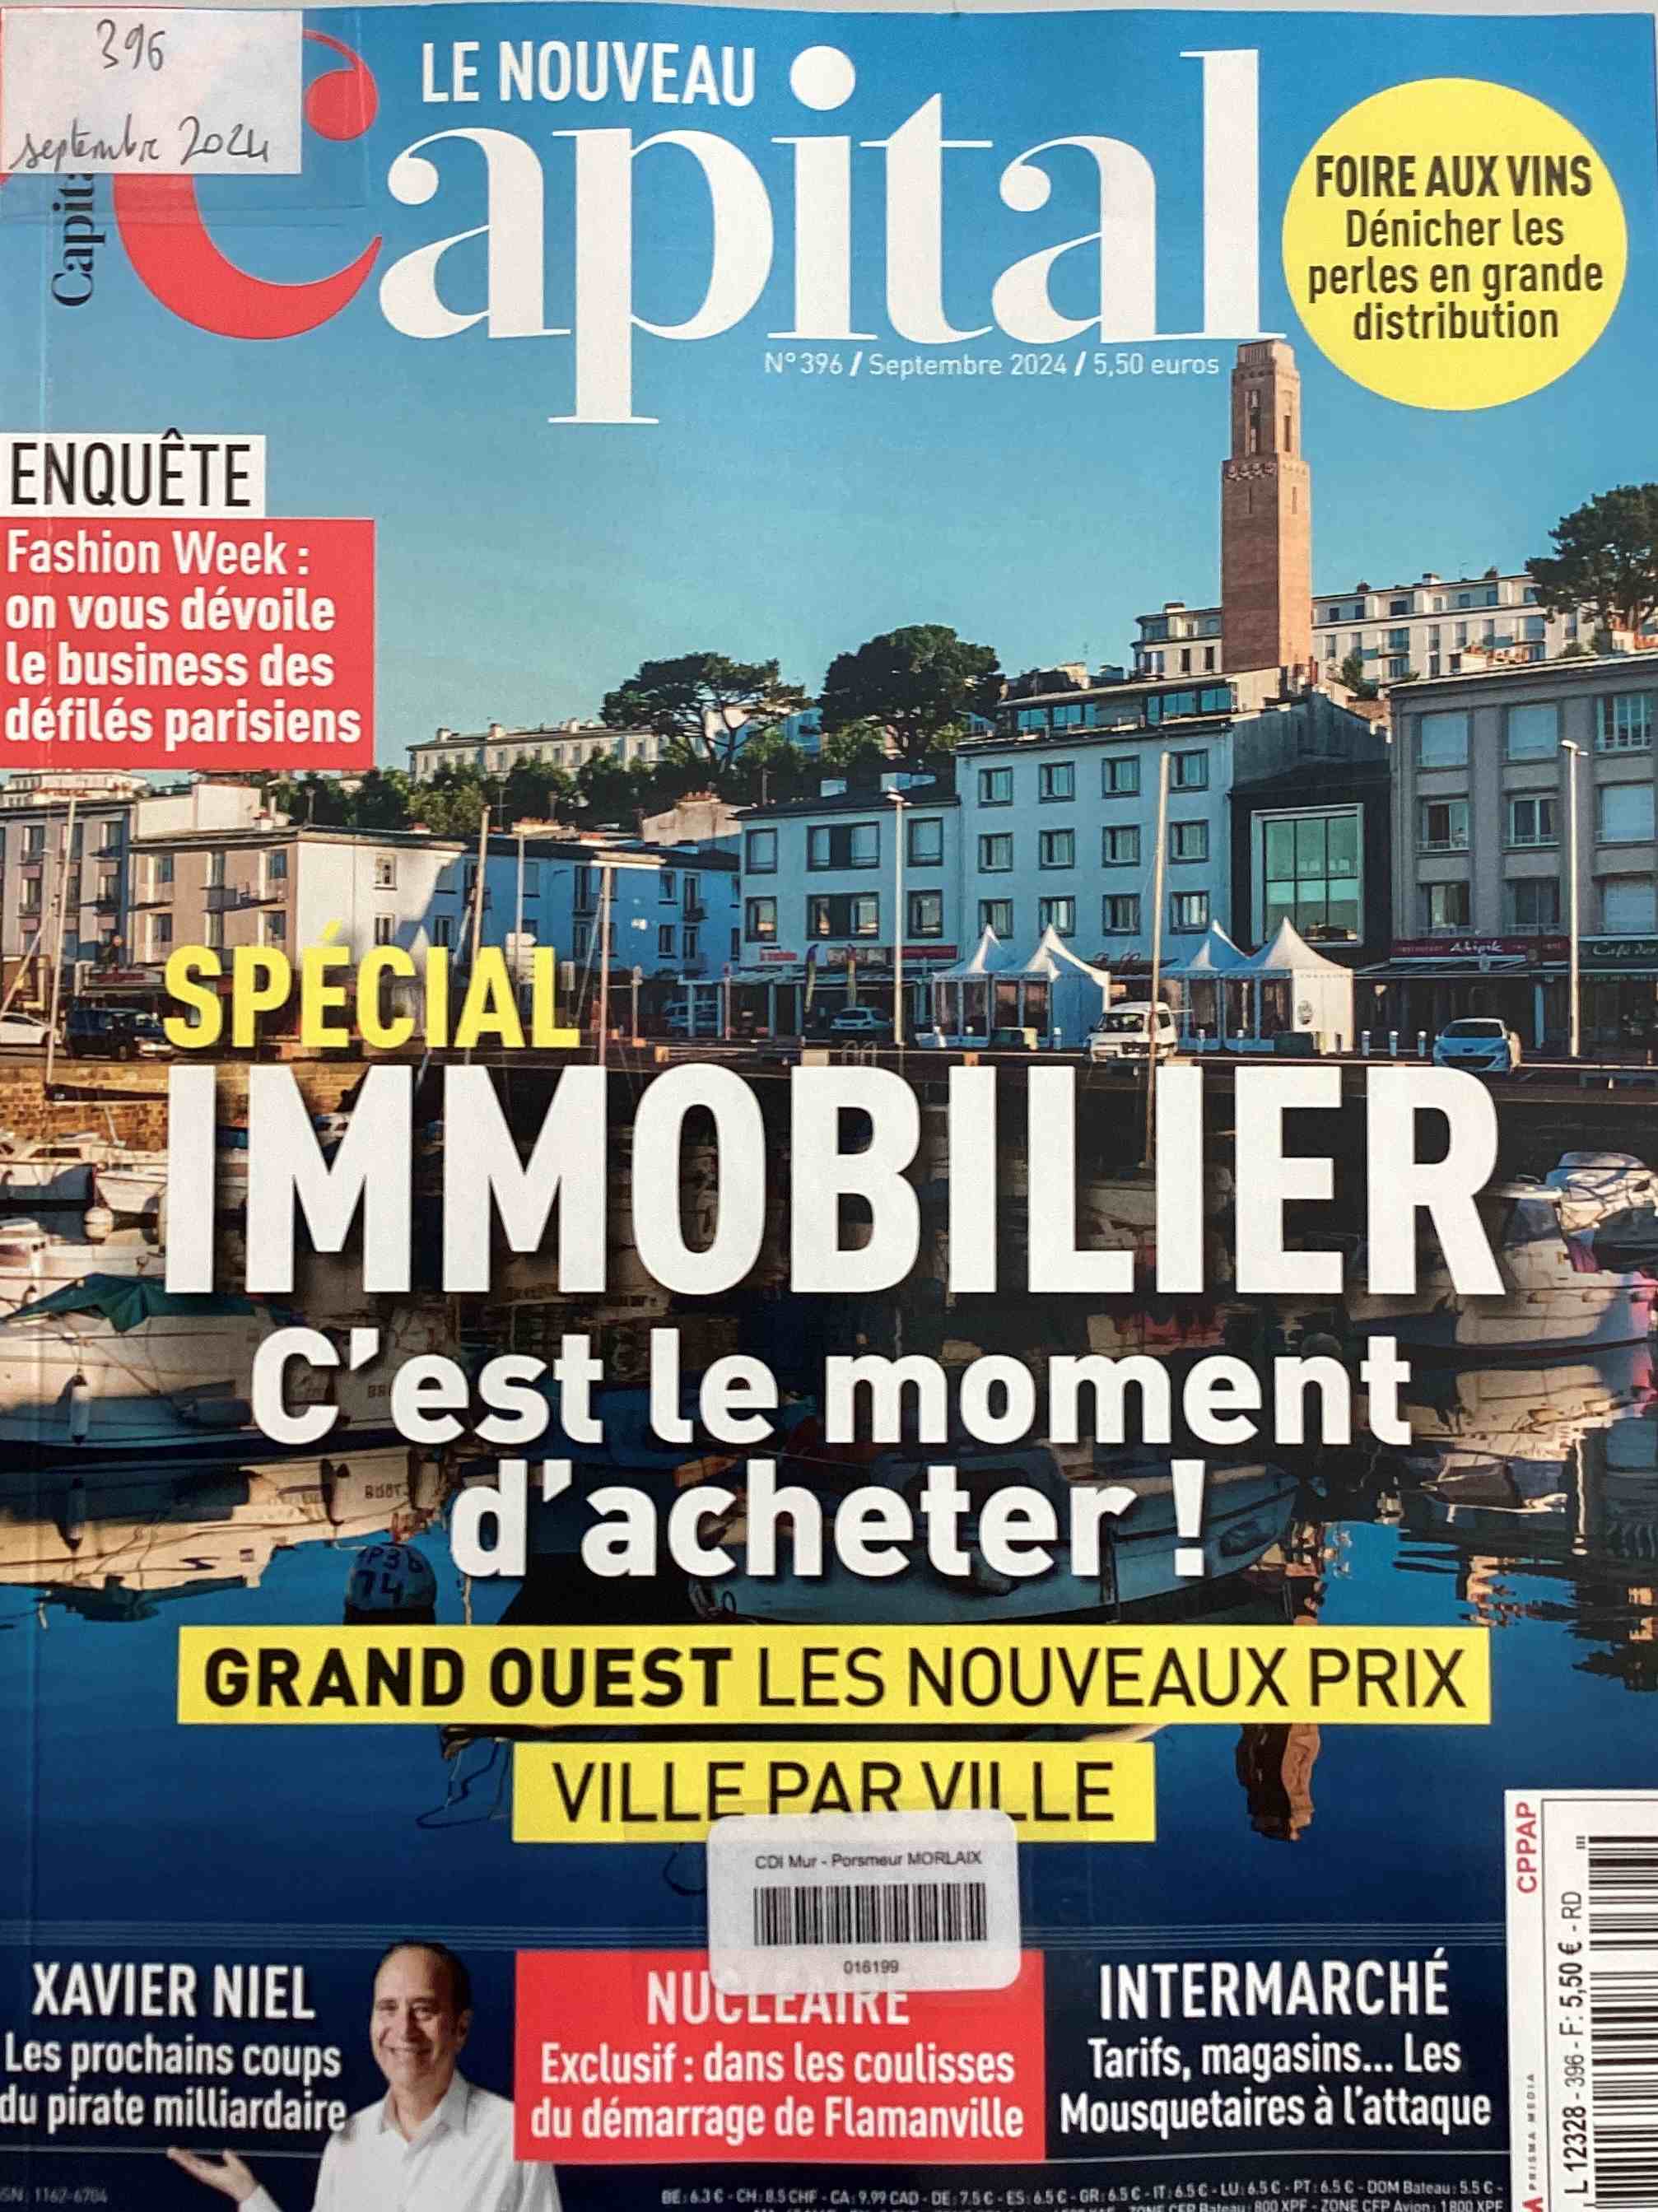 396
septembre 2024
Capita
LE NOUVEAU
Capital
N° 396 / Septembre 2024 / 5,50 euros
FOIRE AUX VINS
Dénicher les
perles en grande
distribution
ENQUÊTE
Fashion Week :
on vous dévoile
le business des
défilés parisiens
SPÉCIAL
IMMOBILIER
C'est le moment
d'acheter !
GRAND OUEST LES NOUVEAUX PRIX
VILLE PAR VILLE
CDI Mur - Porsmeur MORLAIX
016199
XAVIER NIEL
Les prochains coups
du pirate milliardaire
NUCLÉAIRE
Exclusif : dans les coulisses
du démarrage de Flamanville
INTERMARCHÉ
Tarifs, magasins... Les
Mousquetaires à l'attaque
CPPAP
PRISMA MEDIA
L 12328 - 396 - F: 5,50 € - RD
SN: 1162-6704
BE: 6.3 € - CH: 8.5 CHF - CA: 9.99 CAD - DE: 7.5 € - ES: 6.5 € - GR: 6.5 € - IT: 6.5 € - LU: 6.5 € - PT: 6.5 € - DOM Bateau: 5.5 € -
ZONE CFP Bateau: 800 XPF - ZONE CFP Avion: 1800 XP